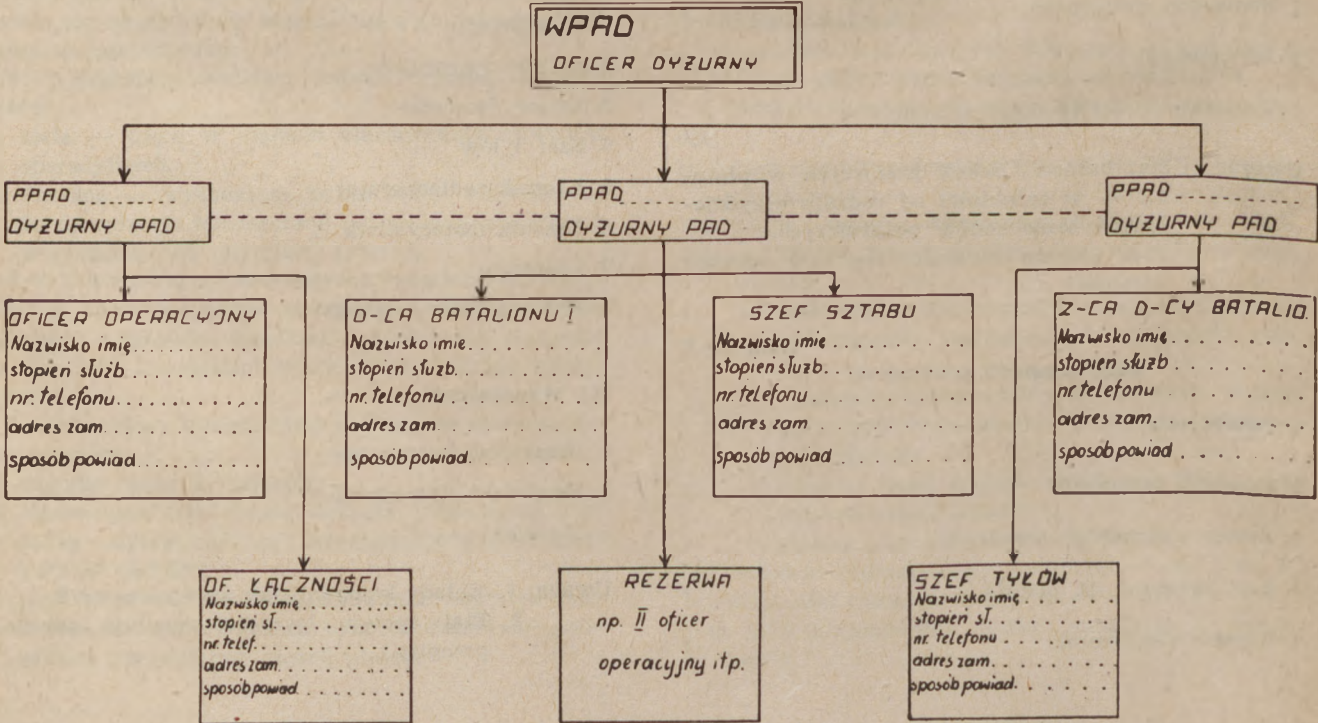 WPAD
OFICER DYŻURNY
PPAD.........
DYŻURNY PAD
PPAD.............
DYŻURNY PAD
PPAD............
DYŻURNY PAD
OFICER OPERACYJNY
Nazwisko imię..........
stopień służb...........
nr. telefonu............
adres zam............
sposób powiad..........
D-CA BATALIONU I
Nazwisko imię.........
stopień służb..........
nr. telefonu..........
adres zam...........
sposób powiad.........
SZEF SZTABU
Nazwisko imię.........
stopień służb.........
nr telefonu..........
adres zam..........
sposób powiad........
Z-CA D-CY BATALIO.
Nazwisko imię.........
stopień służb.........
nr telefonu........
adres zam..........
sposób powiad........
OF. ŁĄCZNOŚCI
Nazwisko imię..........
stopień sł...........
nr. telef............
adres zam...........
sposób powiad.........
REZERWA
np. II oficer
operacyjny itp.
SZEF TYŁÓW
Nazwisko imię........
stopień sł..........
nr. telefonu........
adres zam.........
sposób powiad.......